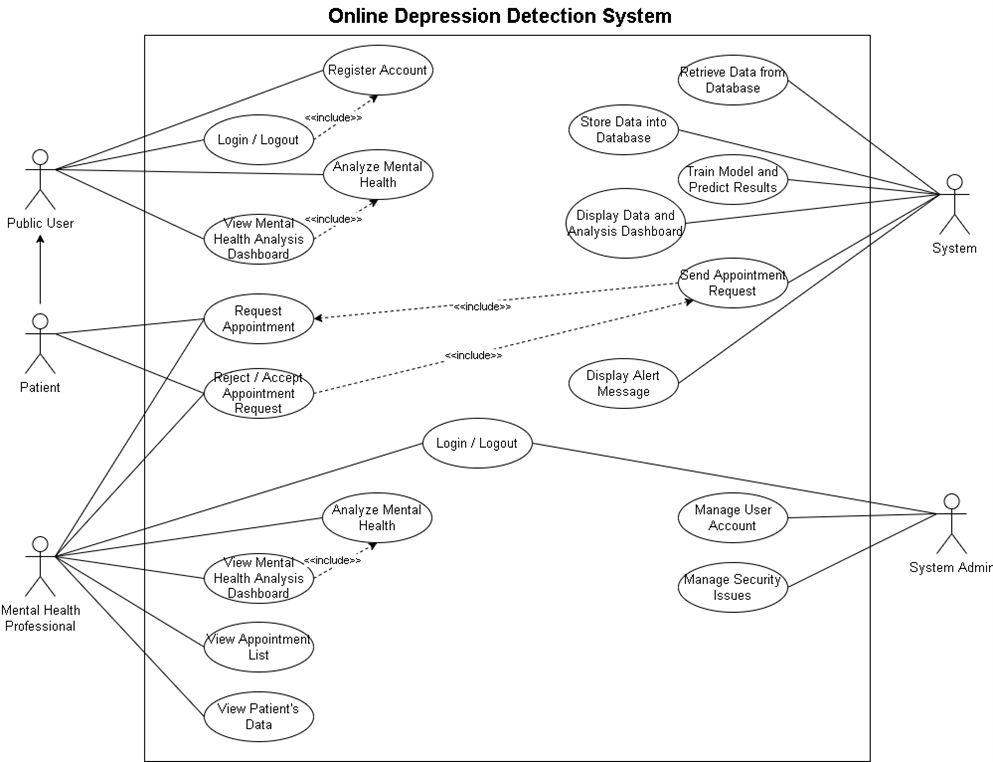 Online Depression Detection System
Register Account
Retrieve Data from
Database
<<include>>
Store Data into
Database
Login / Logout
Analyze Mental
Health
Train Model and
Predict Results
Public User
<<include>>
View Mental
Health Analysis
Dashboard
Display Data and
Analysis Dashboard
System
Send Appointment
Request
<<include>>
Request
Appointment
<<include>>
Patient
Reject / Accept
Appointment
Request
Display Alert
Message
Login / Logout
Analyze Mental
Health
Manage User
Account
<<include>>
View Mental
Health Analysis
Dashboard
System Admin
Manage Security
Issues
Mental Health
Professional
View Appointment
List
View Patient's
Data